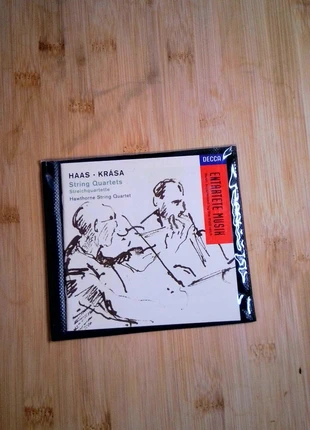 HAAS · KRÁSA
String Quartets
Streichquartette
Hawthorne String Quartet
DECCA
ENTARTETE MUSIK